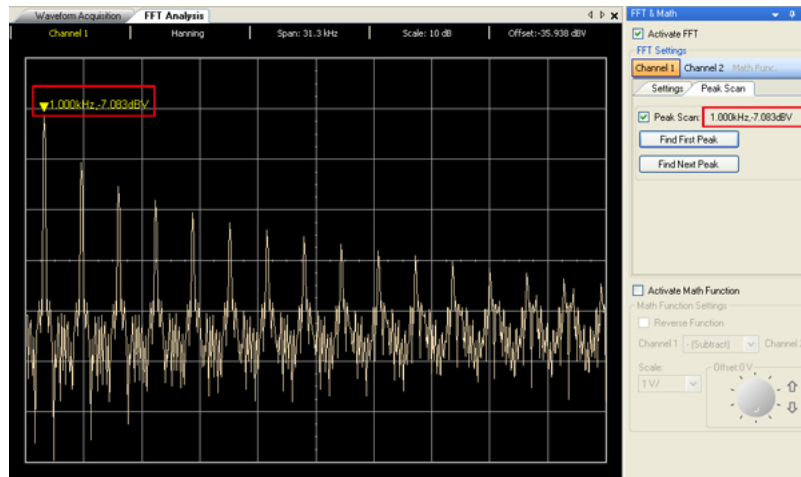 Waveform Acquisition
FFT Analysis
Channel 1
Hanning
Span: 31.3 kHz
Scale: 10 dB
Offset:-35.938 dBV
1.000kHz,-7.083dBV
FFT & Math
Activate FFT
FFT Settings
Channel 1 Channel 2 Math Func.
Settings Peak Scan
Peak Scan: 1.000kHz,-7.083dBV
Find First Peak
Find Next Peak
Activate Math Function
Math Function Settings
Reverse Function
Channel 1 - (Subtract) Channel 2
Scale: Offset:0 V
1 V/